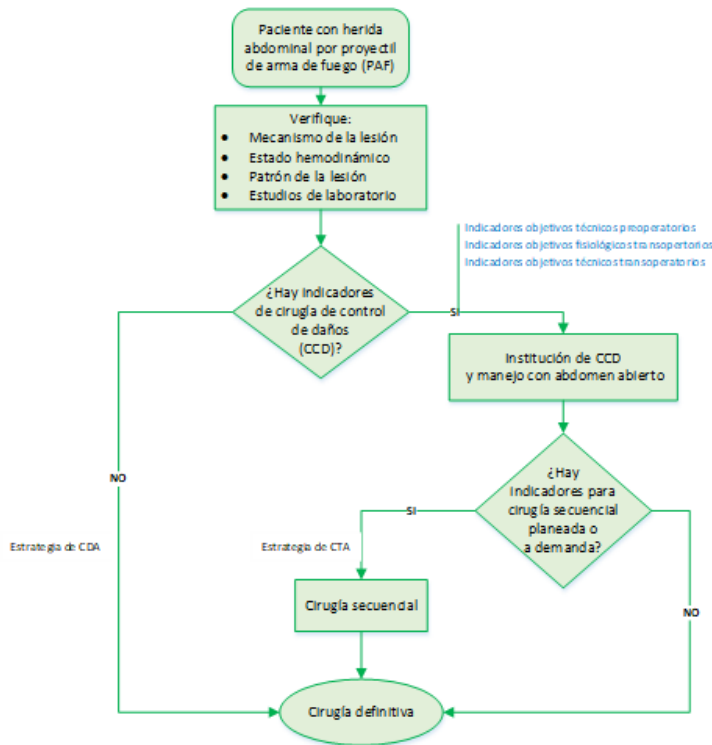 Paciente con herida
abdominal por proyectil
de arma de fuego (PAF)
Verifique:
• Mecanismo de la lesión
• Estado hemodinámico
• Patrón de la lesión
• Estudios de laboratorio
Indicadores objetivos técnicos preoperatorios
Indicadores objetivos fisiológicos transopertorios
Indicadores objetivos técnicos transoperatorios
¿Hay indicadores
de cirugía de control
de daños
(CCD)?
SI
Institución de CCD
y manejo con abdomen abierto
NO
¿Hay
indicadores para
cirugía secuencial
planeada o
a demanda?
SI
Estrategia de CDA
Estrategia de CTA
Cirugía secuencial
NO
Cirugía definitiva